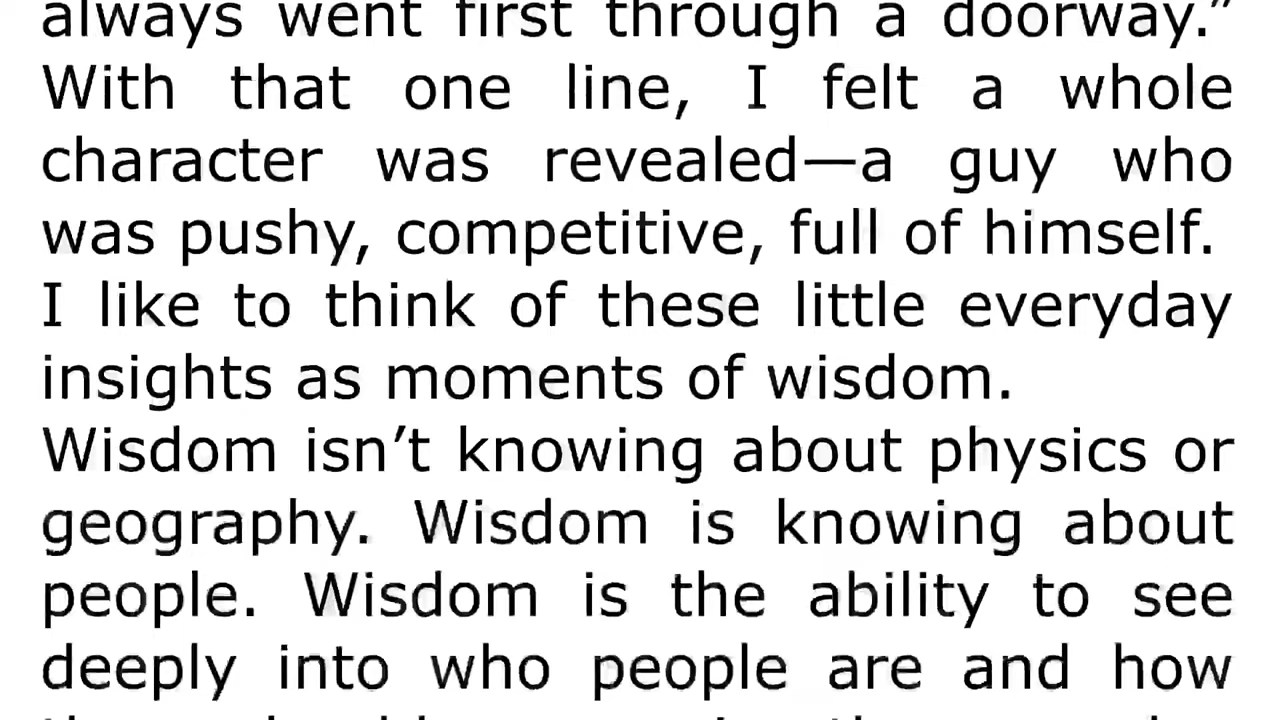 always went first through a doorway.”
With that one line, I felt a whole
character was revealed—a guy who
was pushy, competitive, full of himself.
I like to think of these little everyday
insights as moments of wisdom.
Wisdom isn’t knowing about physics or
geography. Wisdom is knowing about
people. Wisdom is the ability to see
deeply into who people are and how